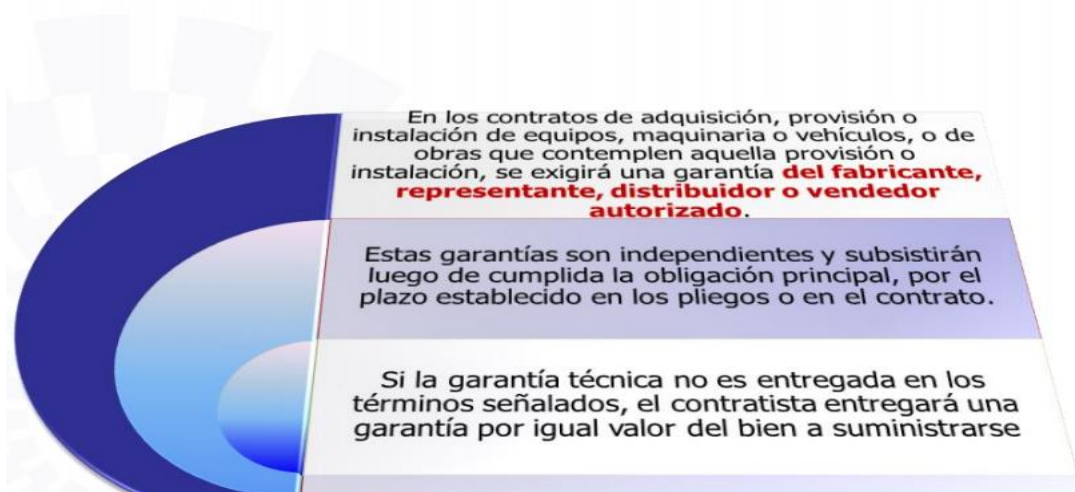 En los contratos de adquisición, provisión o
instalación de equipos, maquinaria o vehículos, o de
obras que contemplen aquella provisión o
instalación, se exigirá una garantía del fabricante,
representante, distribuidor o vendedor
autorizado.
Estas garantías son independientes y subsistirán
luego de cumplida la obligación principal, por el
plazo establecido en los pliegos o en el contrato.
Si la garantía técnica no es entregada en los
términos señalados, el contratista entregará una
garantía por igual valor del bien a suministrarse